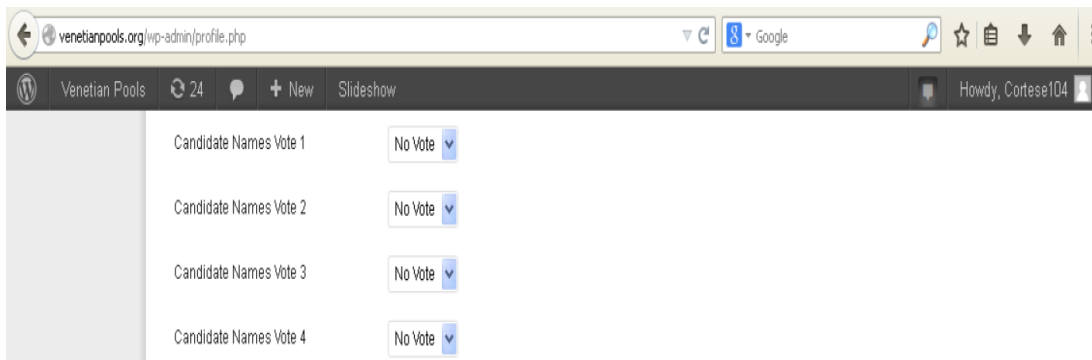 venetianpools.org/wp-admin/profile.php Google
Venetian Pools 24 New Slideshow Howdy, Cortese104
Candidate Names Vote 1 No Vote
Candidate Names Vote 2 No Vote
Candidate Names Vote 3 No Vote
Candidate Names Vote 4 No Vote